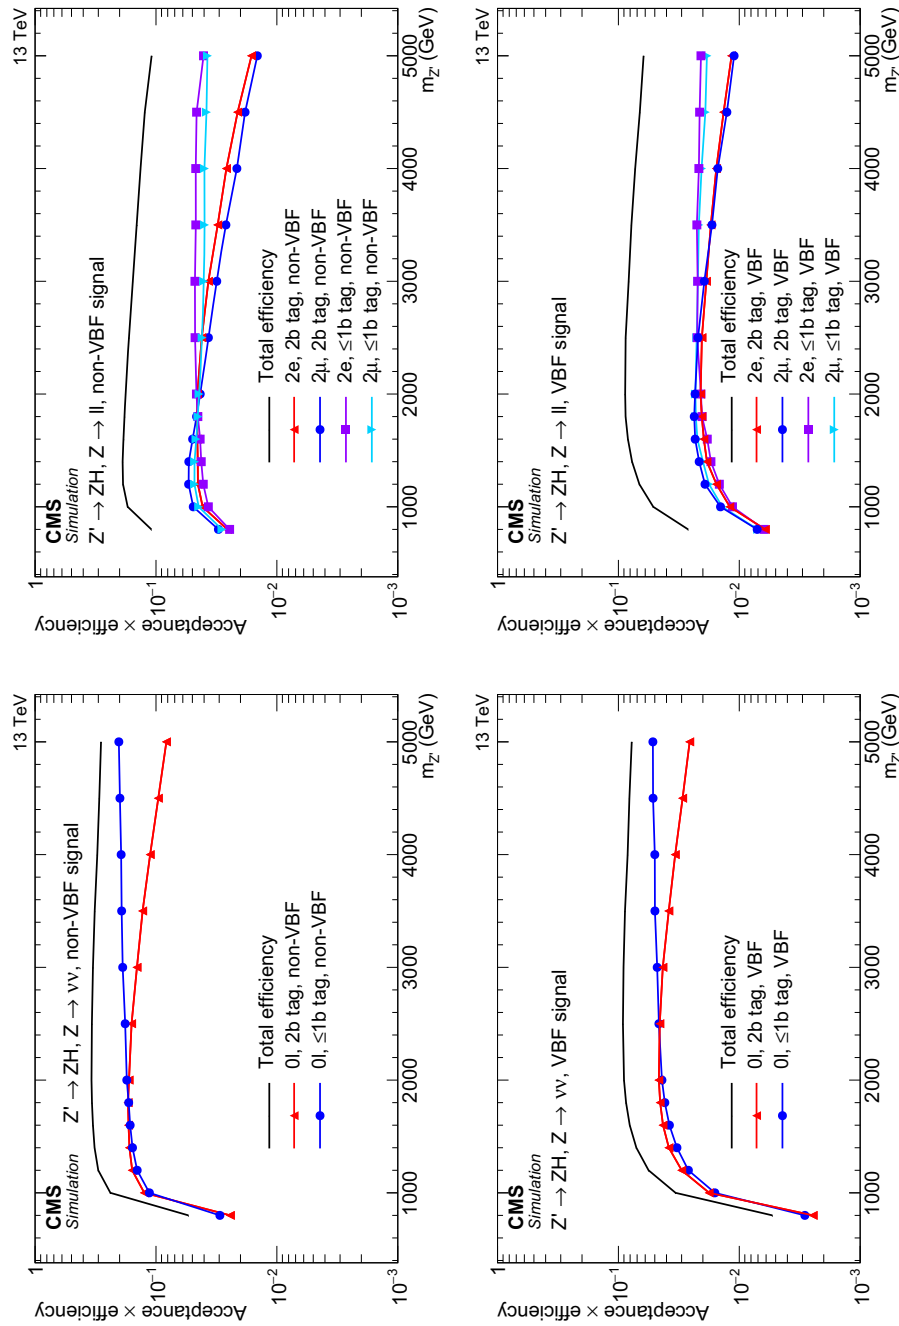 13 TeV
CMS
Simulation
Z' → ZH, Z → νν, non-VBF signal
Total efficiency
0l, 2b tag, non-VBF
0l, ≤1b tag, non-VBF
Acceptance × efficiency
1
10⁻¹
10⁻²
10⁻³
1000 2000 3000 4000 5000
m_Z' (GeV)
13 TeV
CMS
Simulation
Z' → ZH, Z → ll, non-VBF signal
Total efficiency
2e, 2b tag, non-VBF
2μ, 2b tag, non-VBF
2e, ≤1b tag, non-VBF
2μ, ≤1b tag, non-VBF
Acceptance × efficiency
1
10⁻¹
10⁻²
10⁻³
1000 2000 3000 4000 5000
m_Z' (GeV)
13 TeV
CMS
Simulation
Z' → ZH, Z → νν, VBF signal
Total efficiency
0l, 2b tag, VBF
0l, ≤1b tag, VBF
Acceptance × efficiency
1
10⁻¹
10⁻²
10⁻³
1000 2000 3000 4000 5000
m_Z' (GeV)
13 TeV
CMS
Simulation
Z' → ZH, Z → ll, VBF signal
Total efficiency
2e, 2b tag, VBF
2μ, 2b tag, VBF
2e, ≤1b tag, VBF
2μ, ≤1b tag, VBF
Acceptance × efficiency
1
10⁻¹
10⁻²
10⁻³
1000 2000 3000 4000 5000
m_Z' (GeV)